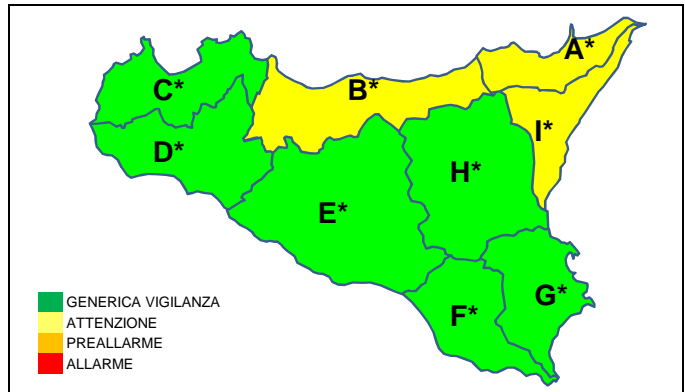 A*
B*
C*
I*
D*
H*
E*
G*
F*
GENERICA VIGILANZA
ATTENZIONE
PREALLARME
ALLARME